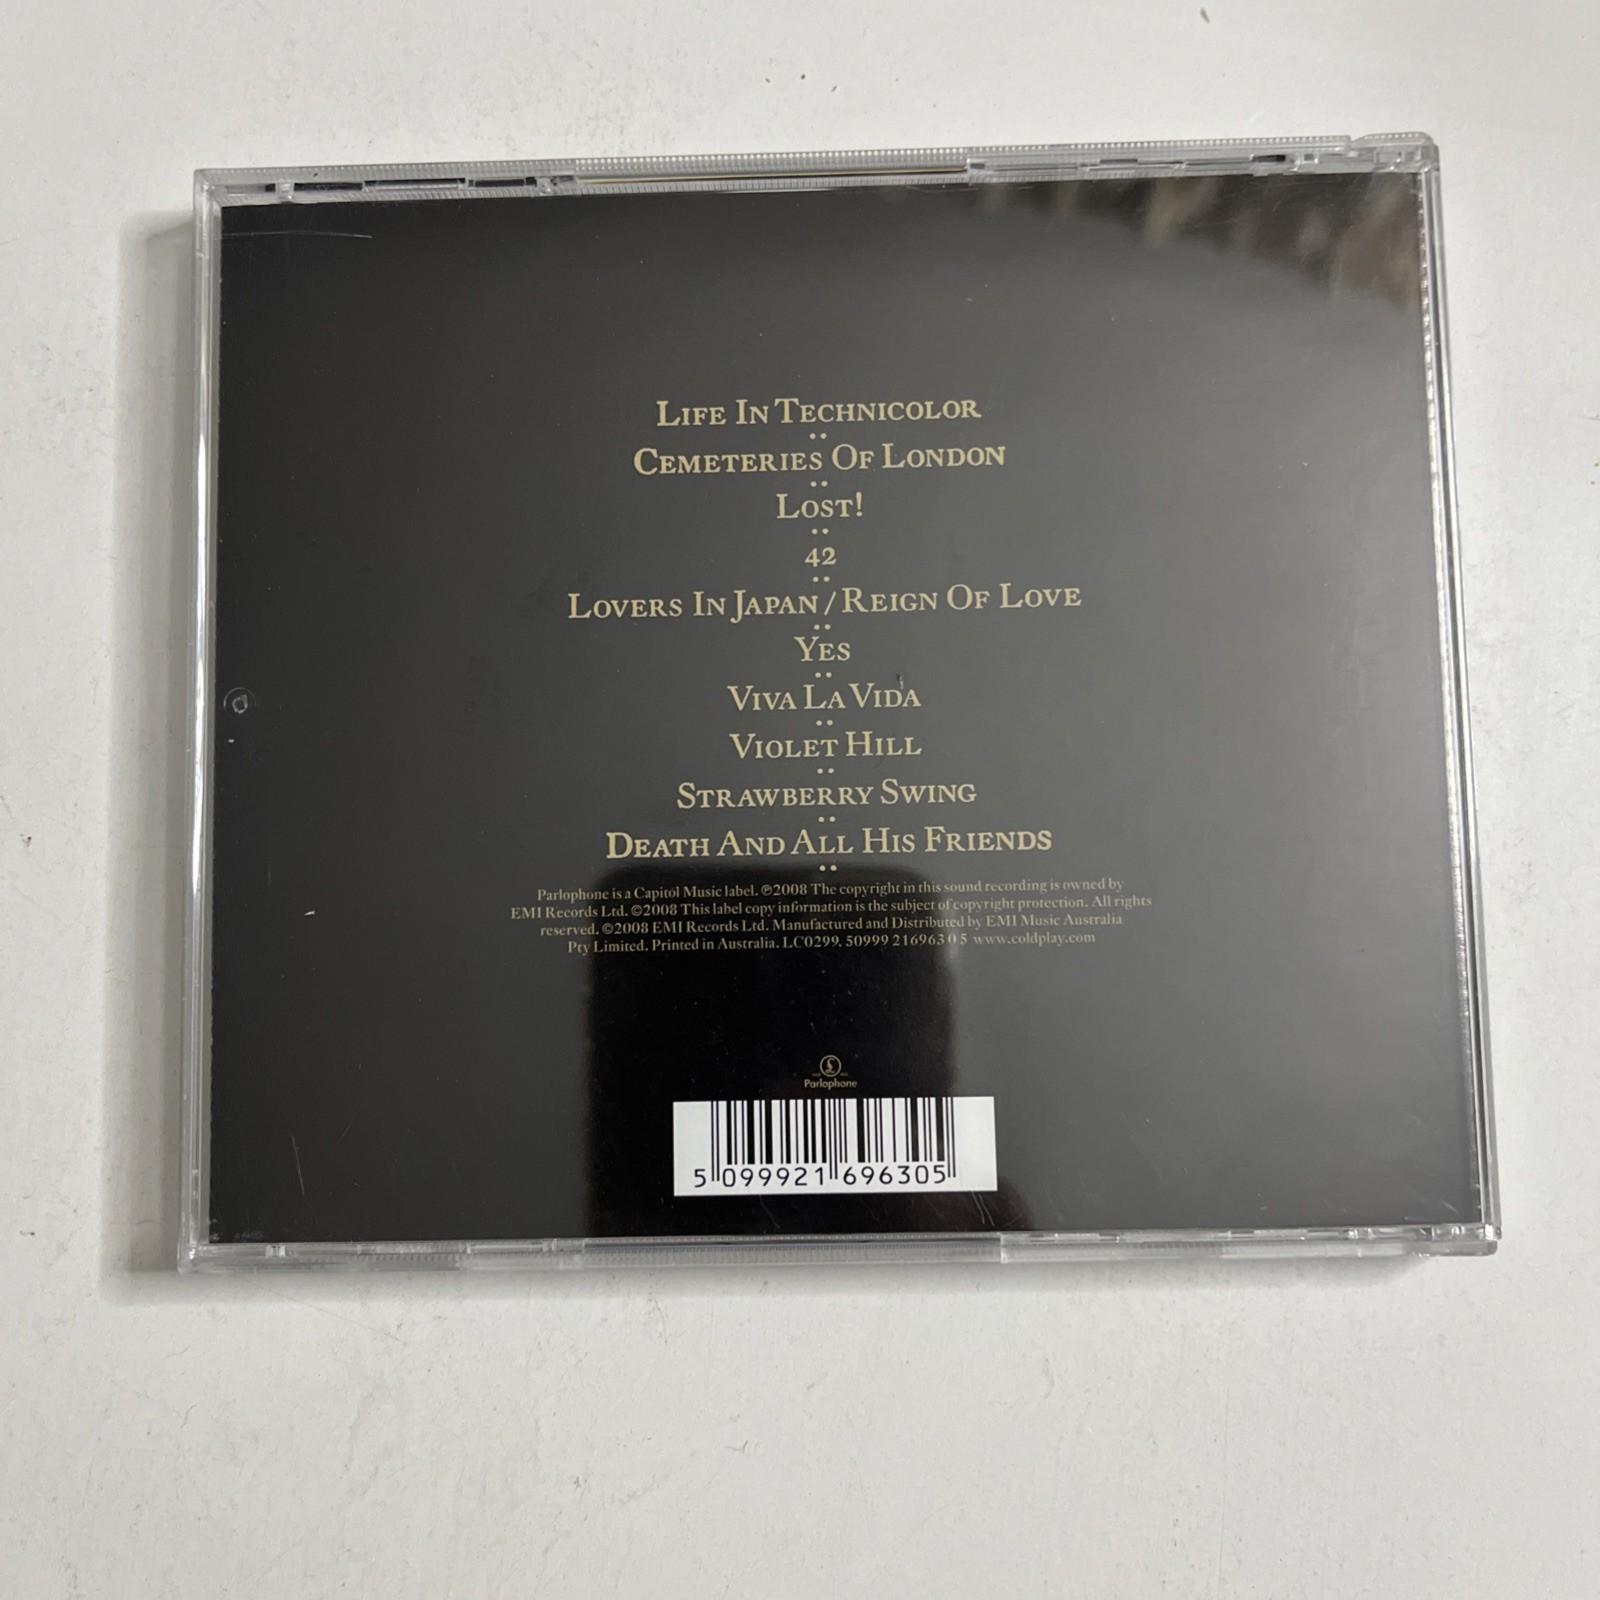 Life In Technicolor
Cemeteries Of London
Lost!
42
Lovers In Japan / Reign Of Love
Yes
Viva La Vida
Violet Hill
Strawberry Swing
Death And All His Friends
Parlophone is a Capitol Music label. ℗2008 The copyright in this sound recording is owned by
EMI Records Ltd. ©2008 This label copy information is the subject of copyright protection. All rights
reserved. ©2008 EMI Records Ltd. Manufactured and Distributed by EMI Music Australia
Pty Limited. Printed in Australia. LC0299. 50999 216963 0 5 www.coldplay.com
£
Parlophone
5 099921 696305